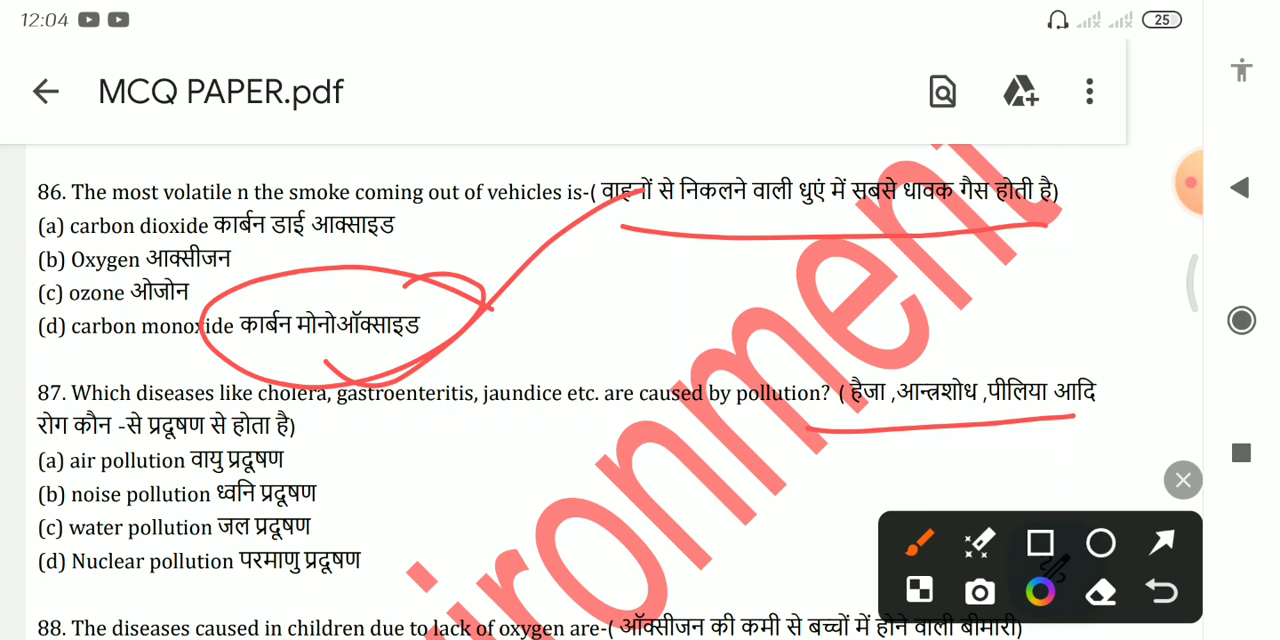 12:04
25
MCQ PAPER.pdf
86. The most volatile n the smoke coming out of vehicles is-( वाहनों से निकलने वाली धुएं में सबसे धावक गैस होती है)
(a) carbon dioxide कार्बन डाई आक्साइड
(b) Oxygen आक्सीजन
(c) ozone ओजोन
(d) carbon monoxide कार्बन मोनोऑक्साइड
87. Which diseases like cholera, gastroenteritis, jaundice etc. are caused by pollution? ( हैजा ,आन्त्रशोध ,पीलिया आदि
रोग कौन -से प्रदूषण से होता है)
(a) air pollution वायु प्रदूषण
(b) noise pollution ध्वनि प्रदूषण
(c) water pollution जल प्रदूषण
(d) Nuclear pollution परमाणु प्रदूषण
88. The diseases caused in children due to lack of oxygen are-( ऑक्सीजन की कमी से बच्चों में होने वाली बीमारी)